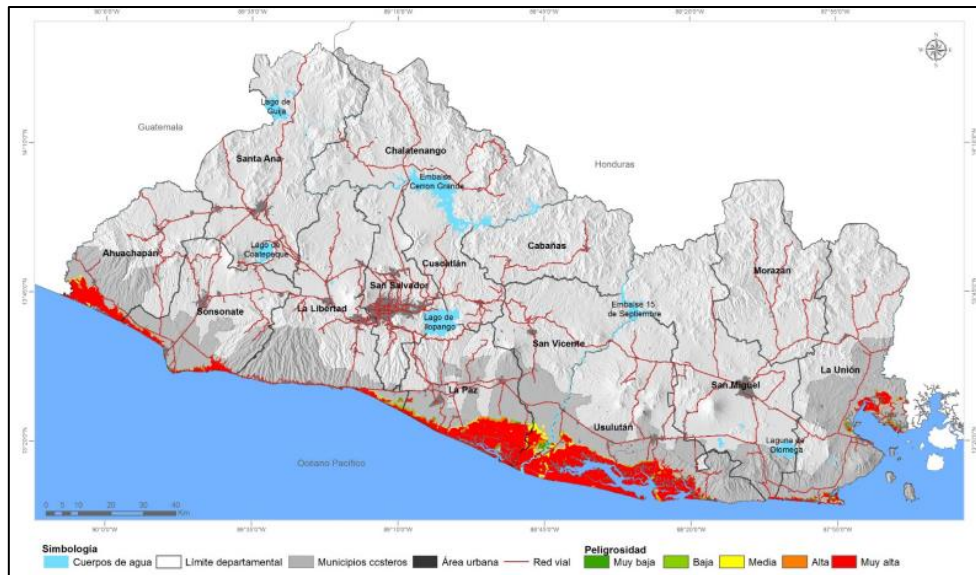 Lago de
Guija
Guatemala
Honduras
Chalatenango
Santa Ana
Embalse
Cerron Grande
Cabañas
Ahuachapán
Lago de
Coatepeque
Cuscatlán
Morazán
San Salvador
Sonsonate
La Libertad
Lago de
Ilopango
Embalse 15
de Septiembre
San Vicente
La Unión
La Paz
San Miguel
Usulután
Laguna de
Olomega
Océano Pacífico
0 5 10 20 30 40
Km
Simbología
Peligrosidad
Cuerpos de agua
Límite departamental
Municipios costeros
Área urbana
Red vial
Muy baja
Baja
Media
Alta
Muy alta